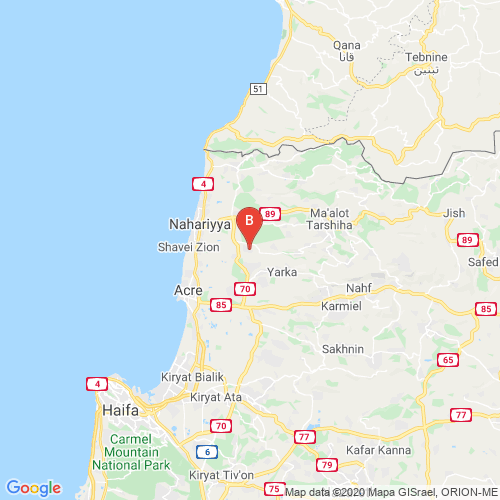 Qana
قانا
Tebnine
تبنين
51
4
Nahariyya
B
89
Ma'alot
Tarshiha
Jish
Shavei Zion
89
Safed
Yarka
Acre
70
85
Nahf
Karmiel
85
Sakhnin
65
Kiryat Bialik
4
Haifa
Kiryat Ata
70
77
77
Carmel
Mountain
National Park
6
Kafar Kanna
79
Kiryat Tiv'on
75
77
Google
Map data ©2020 Mapa GISrael, ORION-ME